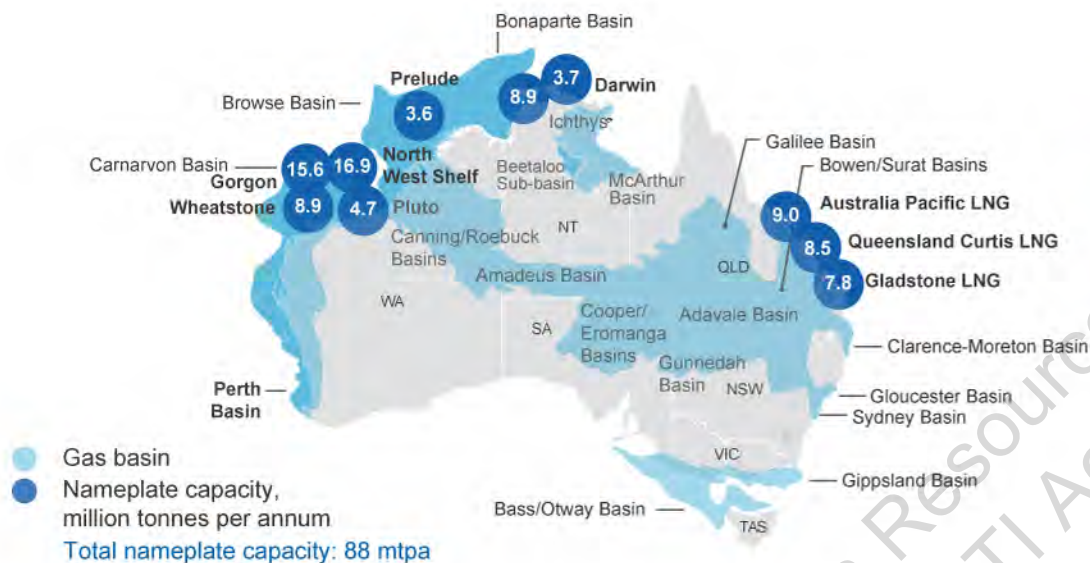 Bonaparte Basin
Prelude
3.7
Darwin
8.9
Browse Basin
3.6
Ichthys
Galilee Basin
Carnarvon Basin
15.6
16.9
North
West Shelf
Gorgon
Beetaloo
Sub-basin
McArthur
Basin
Bowen/Surat Basins
Wheatstone
8.9
4.7
Pluto
9.0
Australia Pacific LNG
Canning/Roebuck
Basins
NT
8.5
Queensland Curtis LNG
Amadeus Basin
QLD
7.8
Gladstone LNG
WA
SA
Cooper/
Eromanga
Basins
Adavale Basin
Clarence-Moreton Basin
Gunnedah
Basin
NSW
Perth
Basin
Gloucester Basin
Sydney Basin
VIC
Gippsland Basin
Bass/Otway Basin
TAS
Gas basin
Nameplate capacity,
million tonnes per annum
Total nameplate capacity: 88 mtpa
Resourc
TI A